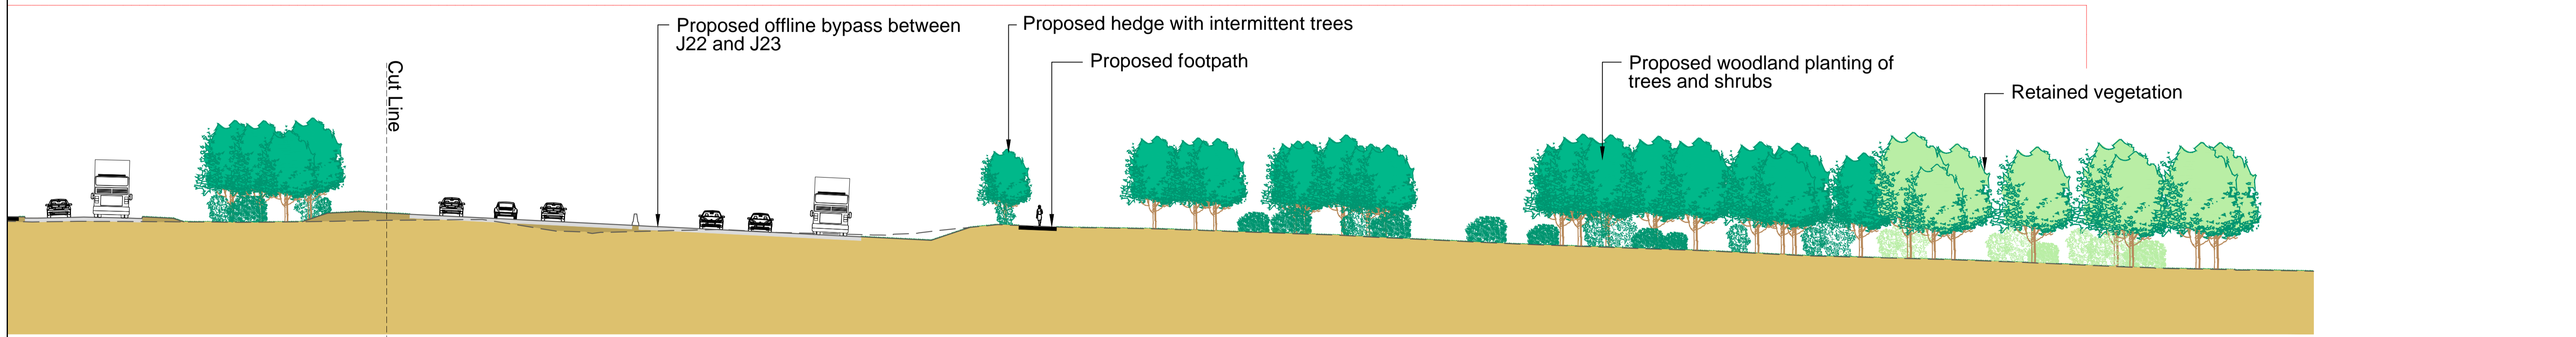 Cut Line
Proposed offline bypass between
J22 and J23
Proposed hedge with intermittent trees
Proposed footpath
Proposed woodland planting of
trees and shrubs
Retained vegetation